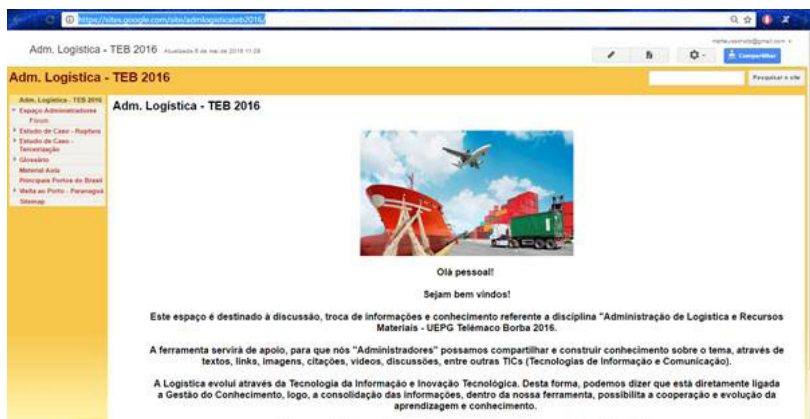 https://sites.google.com/site/admlogisticateb2016/
Adm. Logística - TEB 2016
Compartilhar
Adm. Logística - TEB 2016
Pesquisar o site
Adm. Logística - TEB 2016
Espaço Administradores
Fórum
Estudo de Caso - Ruptura
Estudo de Caso -
Terceirização
Glossário
Material Aula
Principais Portos do Brasil
Visita ao Porto - Paranaguá
Sitemap
Adm. Logística - TEB 2016
Olá pessoal!
Sejam bem vindos!
Este espaço é destinado à discussão, troca de informações e conhecimento referente a disciplina "Administração de Logística e Recursos
Materiais - UEPG Telêmaco Borba 2016.
A ferramenta servirá de apoio, para que nós "Administradores" possamos compartilhar e construir conhecimento sobre o tema, através de
textos, links, imagens, citações, vídeos, discussões, entre outras TICs (Tecnologias de Informação e Comunicação).
A Logística evolui através da Tecnologia da Informação e Inovação Tecnológica. Desta forma, podemos dizer que está diretamente ligada
a Gestão do Conhecimento, logo, a consolidação das informações, dentro da nossa ferramenta, possibilita a cooperação e evolução da
aprendizagem e conhecimento.